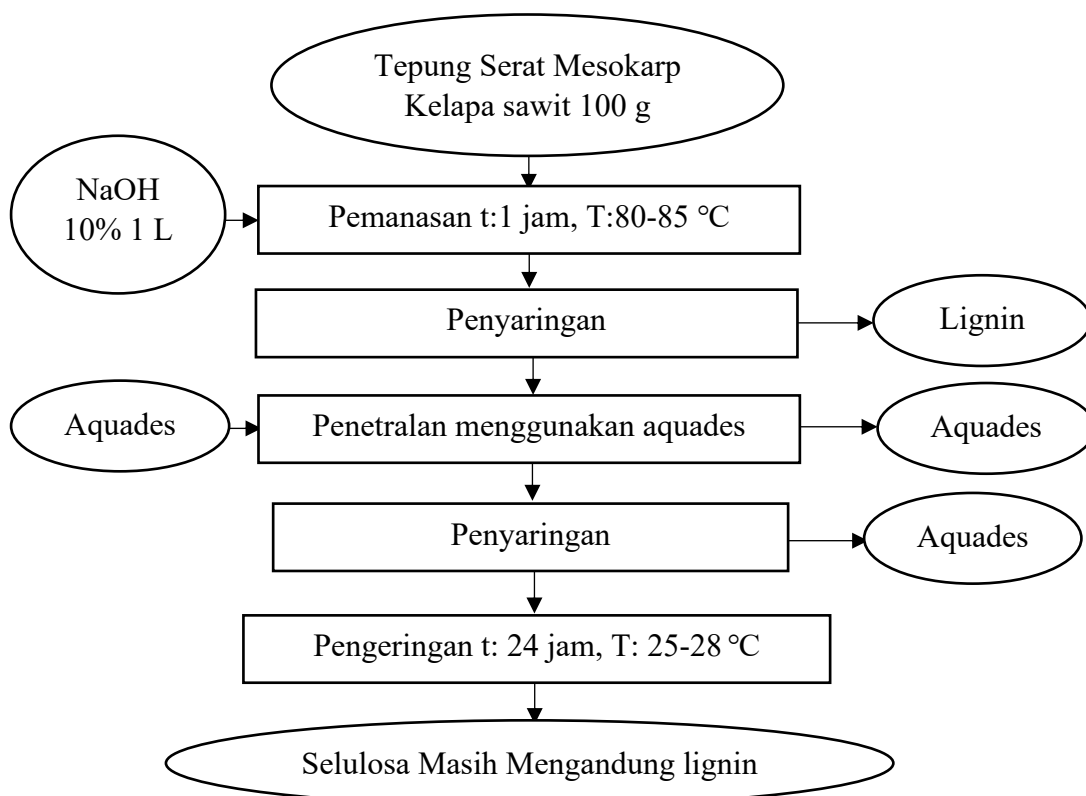 Tepung Serat Mesokarp
Kelapa sawit 100 g
NaOH
10% 1 L
Pemanasan t:1 jam, T:80-85 ℃
Penyaringan
Lignin
Aquades
Penetralan menggunakan aquades
Aquades
Penyaringan
Aquades
Pengeringan t: 24 jam, T: 25-28 ℃
Selulosa Masih Mengandung lignin